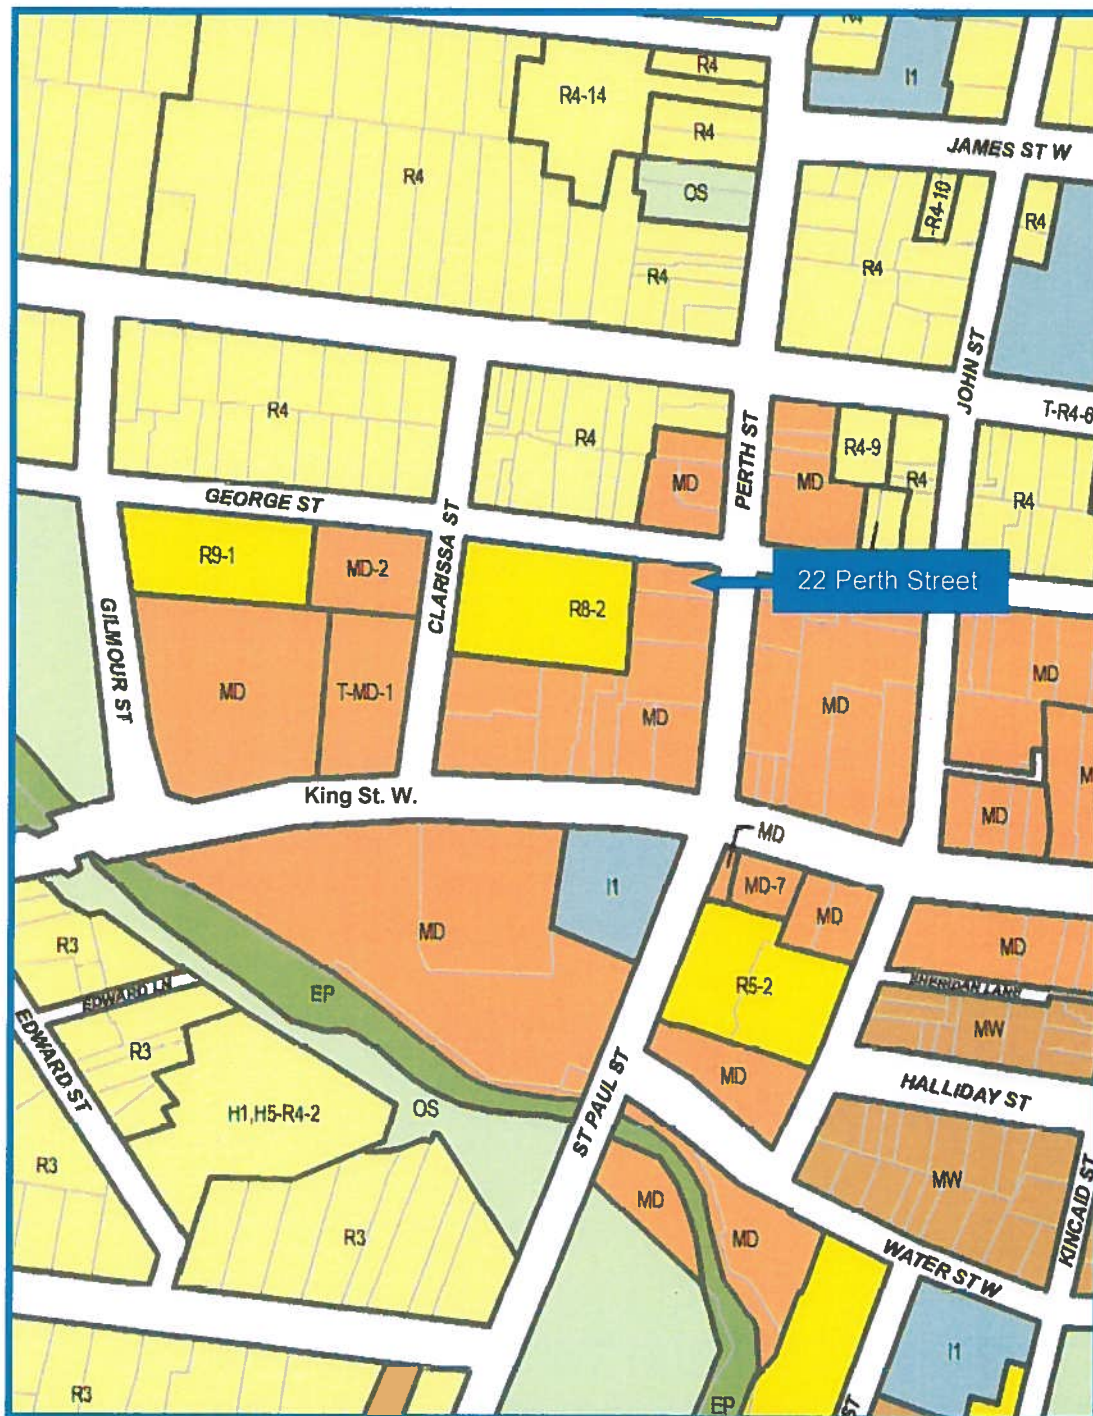 R4
R4
I1
R4-14
R4
JAMES ST W
R4
OS
R4-10
R4
R4
R4
R4
JOHN ST
T-R4-6
R4
R4
PERTH ST
R4-9
MD
MD
R4
R4
GEORGE ST
CLARISSA ST
R9-1
MD-2
22 Perth Street
R8-2
GILMOUR ST
MD
T-MD-1
MD
MD
MD
M
King St. W.
MD
MD
I1
MD-7
MD
MD
R3
MD
R5-2
EDWARD LN
EP
SHERIDAN LANE
MW
EDWARD ST
R3
ST PAUL ST
MD
HALLIDAY ST
H1,H5-R4-2
OS
R3
MW
KINCAID ST
MD
R3
MD
WATER ST W
I1
R3
EP
ST